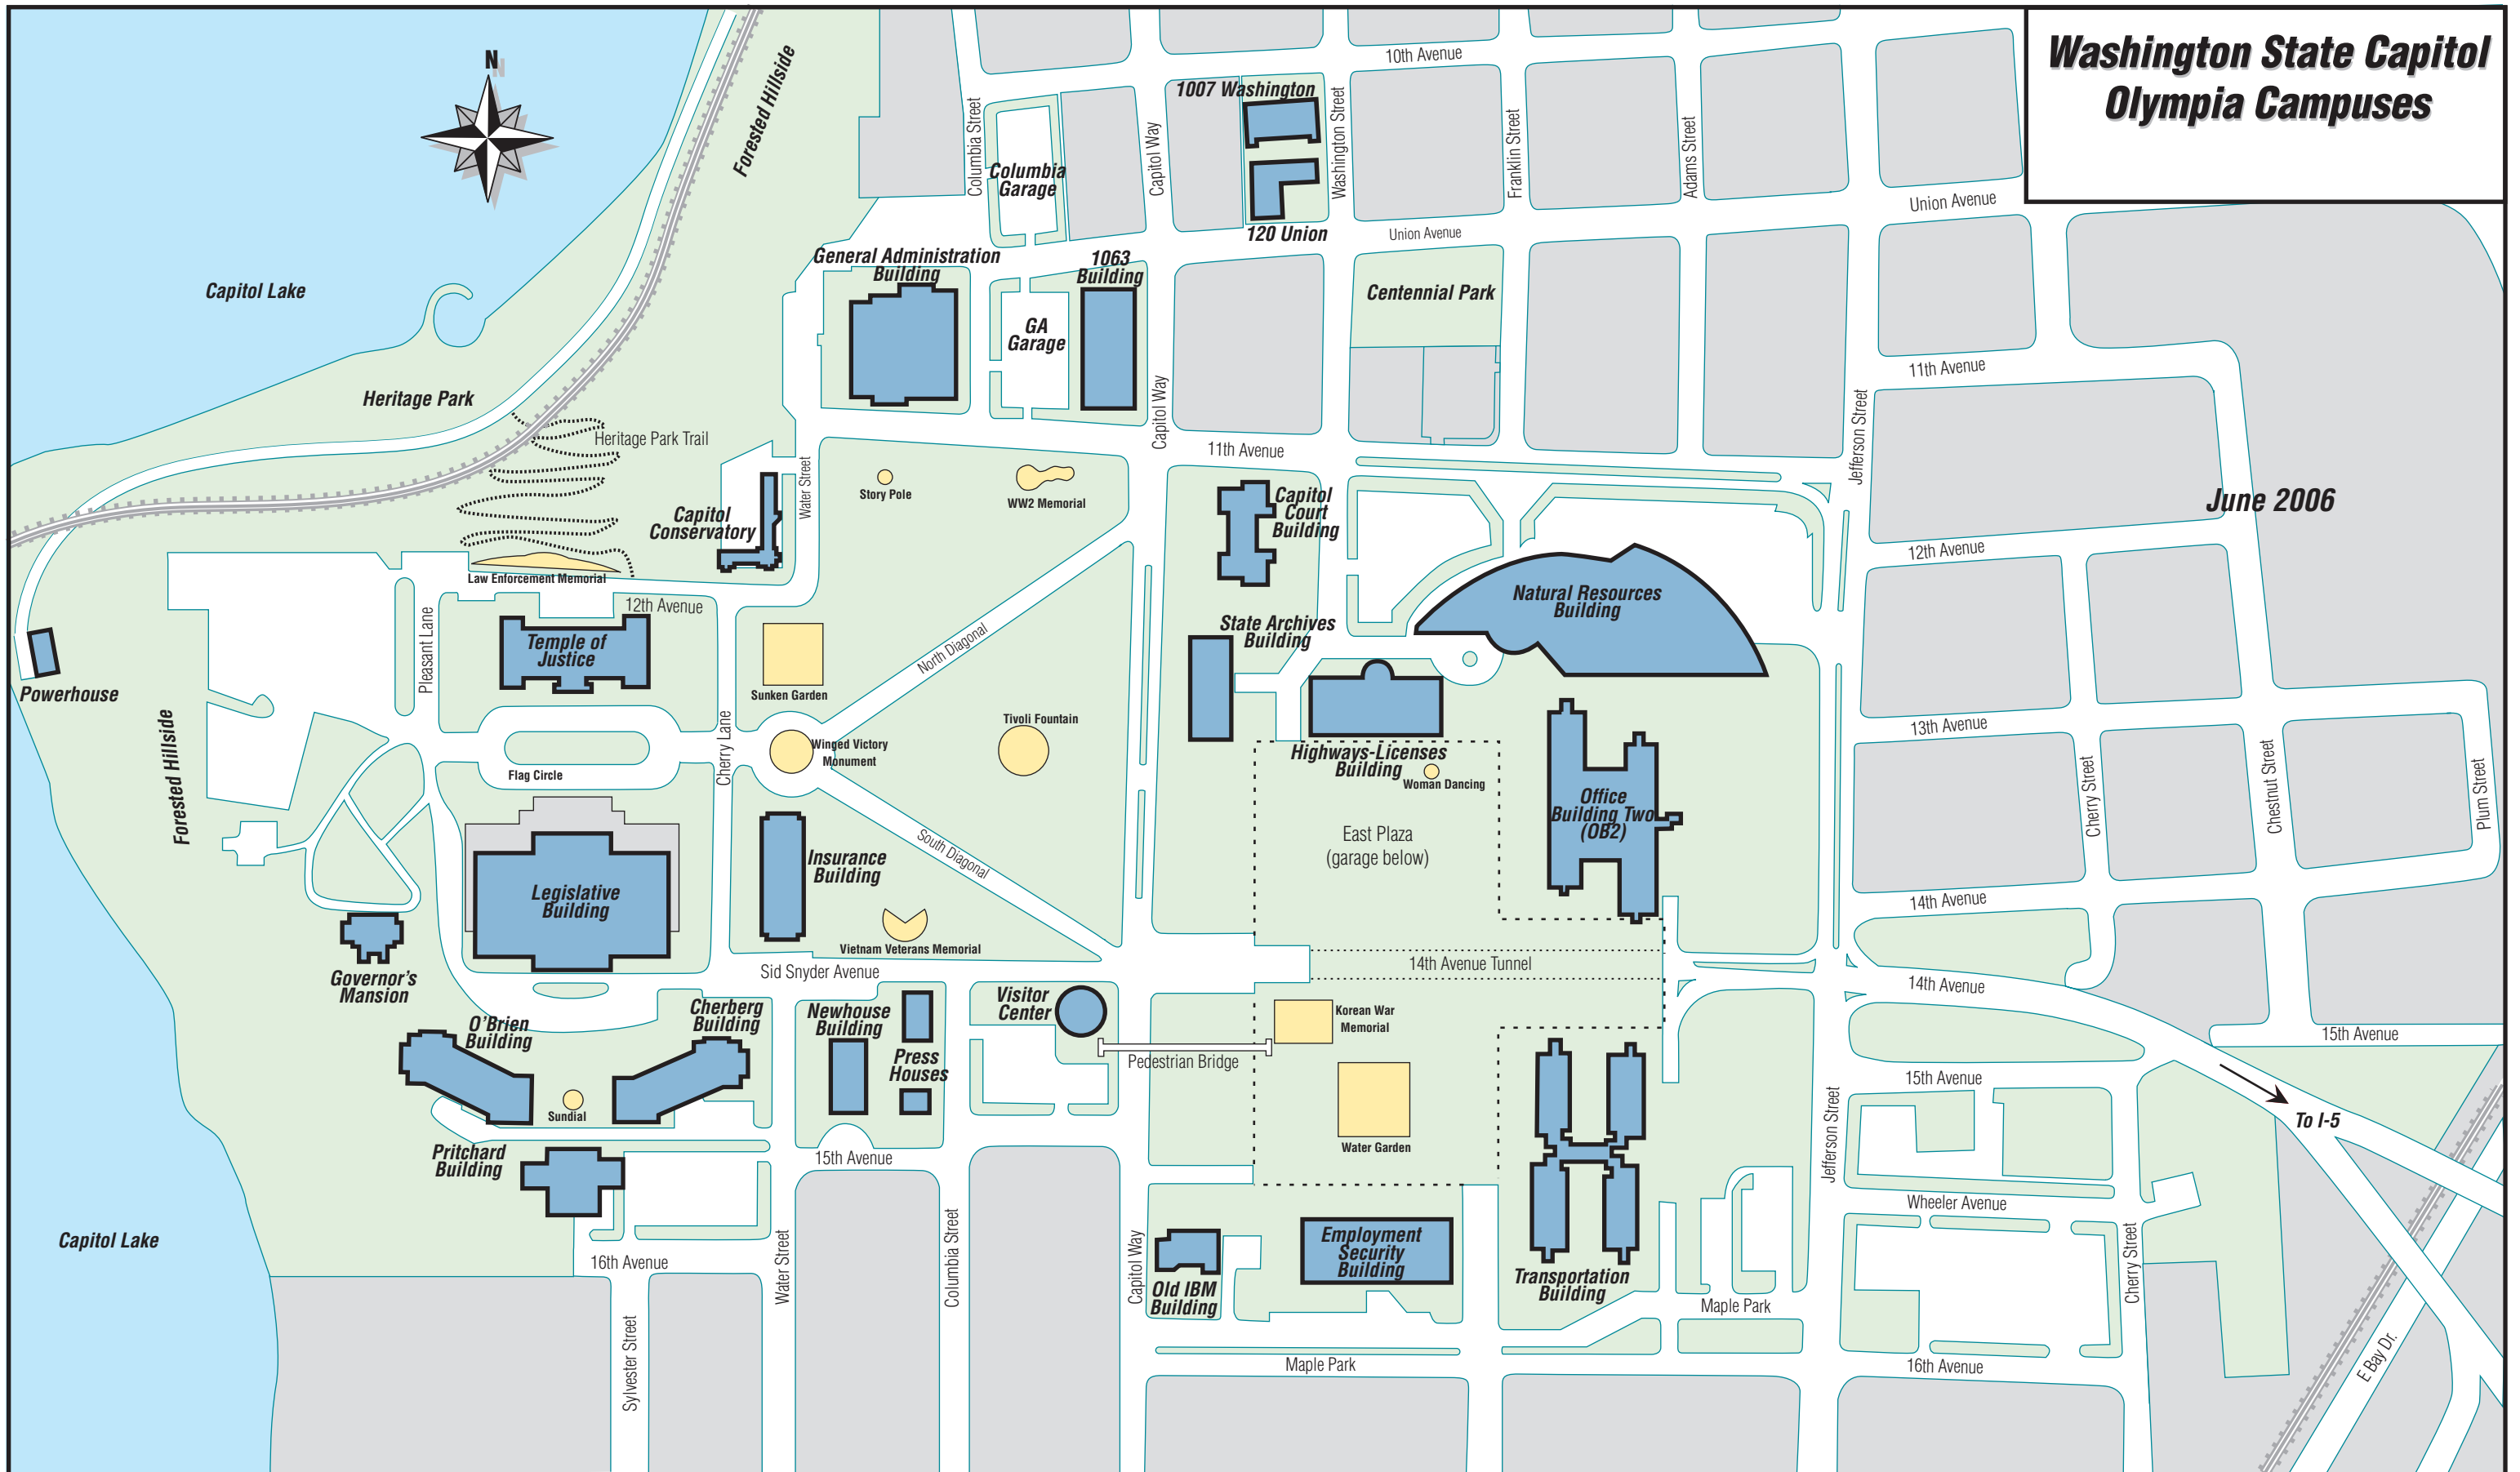 Washington State Capitol
Olympia Campuses
June 2006
N
N
Forested Hillside
10th Avenue
1007 Washington
Columbia Street
Capitol Way
Washington Street
Franklin Street
Adams Street
Columbia
Garage
Union Avenue
120 Union
Union Avenue
General Administration
Building
1063
Building
Capitol Lake
Centennial Park
GA
Garage
11th Avenue
Heritage Park
Capitol Way
Jefferson Street
Heritage Park Trail
11th Avenue
Water Street
Story Pole
WW2 Memorial
Capitol
Court
Building
Capitol
Conservatory
12th Avenue
Law Enforcement Memorial
12th Avenue
Natural Resources
Building
Pleasant Lane
Temple of
Justice
State Archives
Building
North Diagonal
Powerhouse
Sunken Garden
Forested Hillside
Cherry Lane
Tivoli Fountain
13th Avenue
Winged Victory
Monument
Highways-Licenses
Building
Woman Dancing
Flag Circle
Cherry Street
Chestnut Street
Plum Street
Office
Building Two
(OB2)
East Plaza
(garage below)
Insurance
Building
South Diagonal
Legislative
Building
14th Avenue
Vietnam Veterans Memorial
Sid Snyder Avenue
14th Avenue Tunnel
Governor's
Mansion
14th Avenue
Visitor
Center
Cherberg
Building
Newhouse
Building
Korean War
Memorial
O'Brien
Building
15th Avenue
Press
Houses
Pedestrian Bridge
15th Avenue
Sundial
To I-5
Jefferson Street
Water Garden
Pritchard
Building
15th Avenue
Wheeler Avenue
Capitol Lake
Columbia Street
Water Street
Capitol Way
Employment
Security
Building
Cherry Street
16th Avenue
Transportation
Building
Old IBM
Building
Maple Park
Sylvester Street
Maple Park
16th Avenue
E Bay Dr.